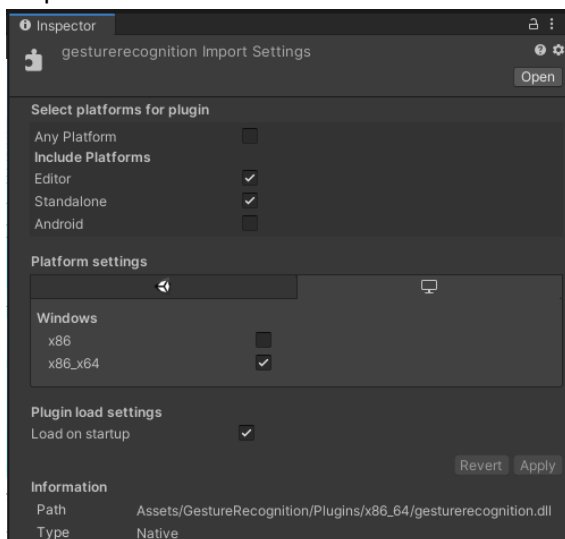 Inspector
gesturerecognition Import Settings
Open
Select platforms for plugin
Any Platform
Include Platforms
Editor
Standalone
Android
Platform settings
Windows
x86
x86_x64
Plugin load settings
Load on startup
Revert Apply
Information
Path Assets/GestureRecognition/Plugins/x86_64/gesturerecognition.dll
Type Native